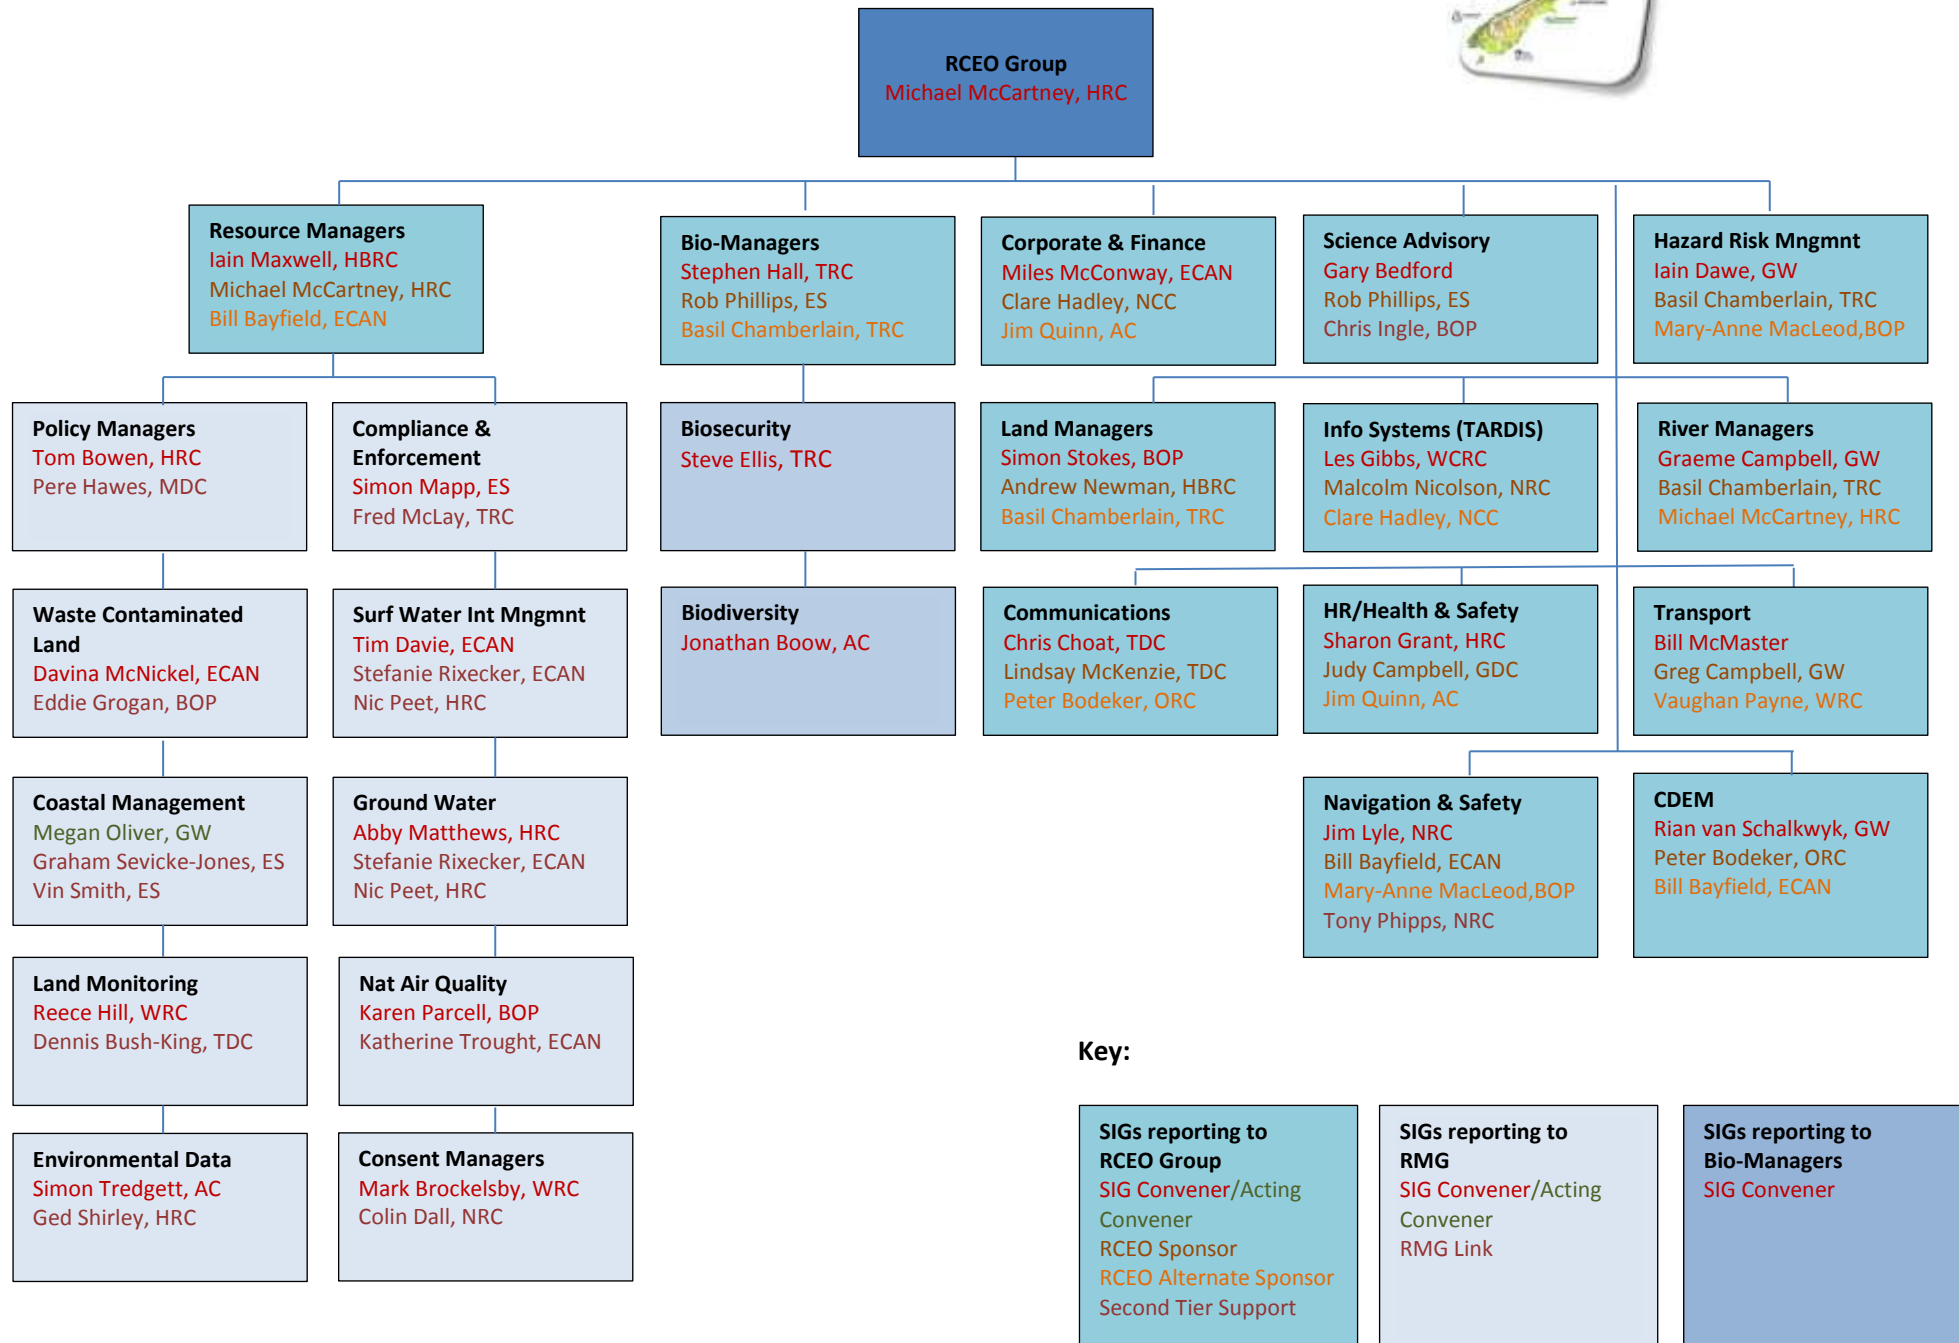 RCEO Group
Michael McCartney, HRC
Resource Managers
Iain Maxwell, HBRC
Michael McCartney, HRC
Bill Bayfield, ECAN
Bio-Managers
Stephen Hall, TRC
Rob Phillips, ES
Basil Chamberlain, TRC
Corporate & Finance
Miles McConway, ECAN
Clare Hadley, NCC
Jim Quinn, AC
Science Advisory
Gary Bedford
Rob Phillips, ES
Chris Ingle, BOP
Hazard Risk Mngmnt
Iain Dawe, GW
Basil Chamberlain, TRC
Mary-Anne MacLeod,BOP
Policy Managers
Tom Bowen, HRC
Pere Hawes, MDC
Compliance &
Enforcement
Simon Mapp, ES
Fred McLay, TRC
Biosecurity
Steve Ellis, TRC
Land Managers
Simon Stokes, BOP
Andrew Newman, HBRC
Basil Chamberlain, TRC
Info Systems (TARDIS)
Les Gibbs, WCRC
Malcolm Nicolson, NRC
Clare Hadley, NCC
River Managers
Graeme Campbell, GW
Basil Chamberlain, TRC
Michael McCartney, HRC
Waste Contaminated
Land
Davina McNickel, ECAN
Eddie Grogan, BOP
Surf Water Int Mngmnt
Tim Davie, ECAN
Stefanie Rixecker, ECAN
Nic Peet, HRC
Biodiversity
Jonathan Boow, AC
Communications
Chris Choat, TDC
Lindsay McKenzie, TDC
Peter Bodeker, ORC
HR/Health & Safety
Sharon Grant, HRC
Judy Campbell, GDC
Jim Quinn, AC
Transport
Bill McMaster
Greg Campbell, GW
Vaughan Payne, WRC
Coastal Management
Megan Oliver, GW
Graham Sevicke-Jones, ES
Vin Smith, ES
Ground Water
Abby Matthews, HRC
Stefanie Rixecker, ECAN
Nic Peet, HRC
Navigation & Safety
Jim Lyle, NRC
Bill Bayfield, ECAN
Mary-Anne MacLeod,BOP
Tony Phipps, NRC
CDEM
Rian van Schalkwyk, GW
Peter Bodeker, ORC
Bill Bayfield, ECAN
Land Monitoring
Reece Hill, WRC
Dennis Bush-King, TDC
Nat Air Quality
Karen Parcell, BOP
Katherine Trought, ECAN
Environmental Data
Simon Tredgett, AC
Ged Shirley, HRC
Consent Managers
Mark Brockelsby, WRC
Colin Dall, NRC
Key:
SIGs reporting to
RCEO Group
SIG Convener/Acting
Convener
RCEO Sponsor
RCEO Alternate Sponsor
Second Tier Support
SIGs reporting to
RMG
SIG Convener/Acting
Convener
RMG Link
SIGs reporting to
Bio-Managers
SIG Convener